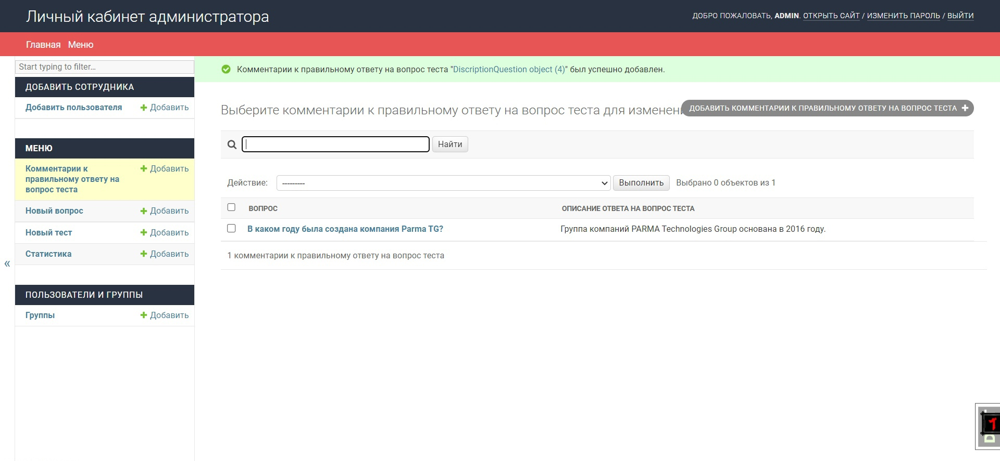 Личный кабинет администратора
ДОБРО ПОЖАЛОВАТЬ, ADMIN. ОТКРЫТЬ САЙТ / ИЗМЕНИТЬ ПАРОЛЬ / ВЫЙТИ
Главная Меню
Start typing to filter...
Комментарии к правильному ответу на вопрос теста "DiscriptionQuestion object (4)" был успешно добавлен.
ДОБАВИТЬ СОТРУДНИКА
Добавить пользователя Добавить
МЕНЮ
Комментарии к правильному ответу на вопрос теста Добавить
Новый вопрос Добавить
Новый тест Добавить
Статистика Добавить
«
ПОЛЬЗОВАТЕЛИ И ГРУППЫ
Группы Добавить
Выберите комментарии к правильному ответу на вопрос теста для изменен
ДОБАВИТЬ КОММЕНТАРИИ К ПРАВИЛЬНОМУ ОТВЕТУ НА ВОПРОС ТЕСТА +
Найти
Действие: --------- Выполнить Выбрано 0 объектов из 1
ВОПРОС ОПИСАНИЕ ОТВЕТА НА ВОПРОС ТЕСТА
В каком году была создана компания Parma TG? Группа компаний PARMA Technologies Group основана в 2016 году.
1 комментарии к правильному ответу на вопрос теста